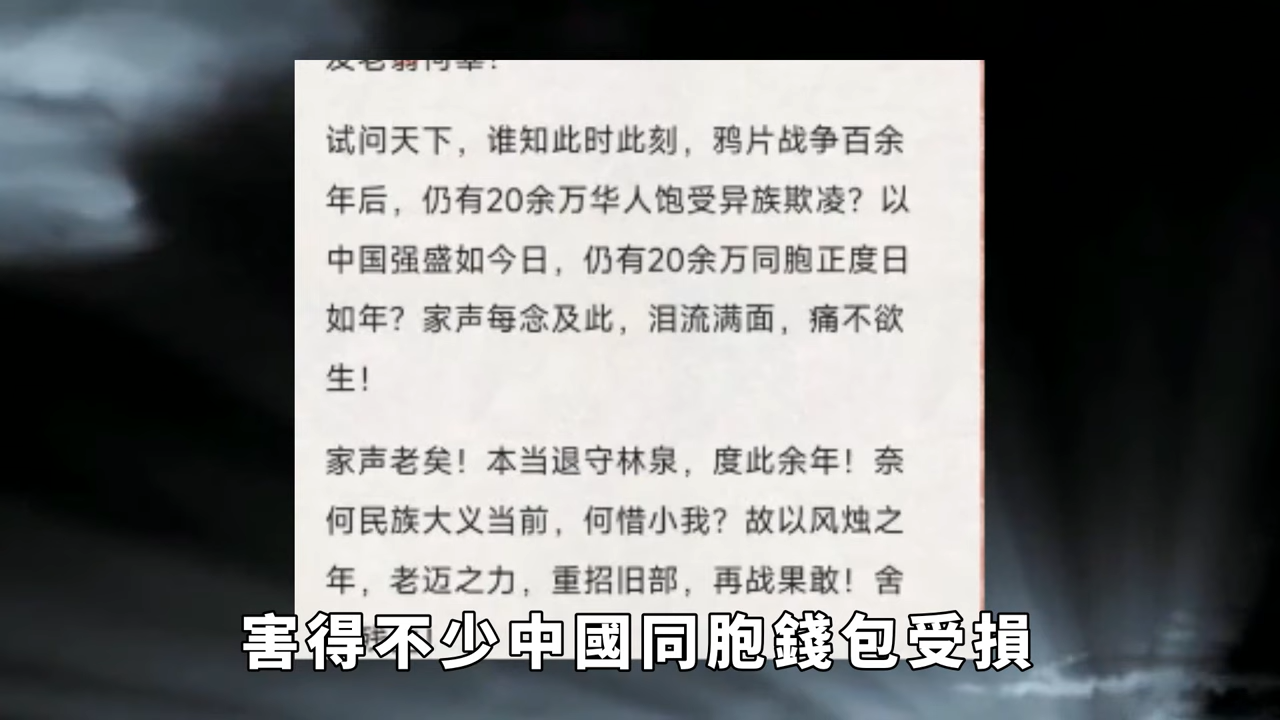 试问天下，谁知此时此刻，鸦片战争百余
年后，仍有20余万华人饱受异族欺凌？以
中国强盛如今日，仍有20余万同胞正度日
如年？家声每念及此，泪流满面，痛不欲
生！
家声老矣！本当退守林泉，度此余年！奈
何民族大义当前，何惜小我？故以风烛之
年，老迈之力，重招旧部，再战果敢！舍
害得不少中國同胞錢包受損